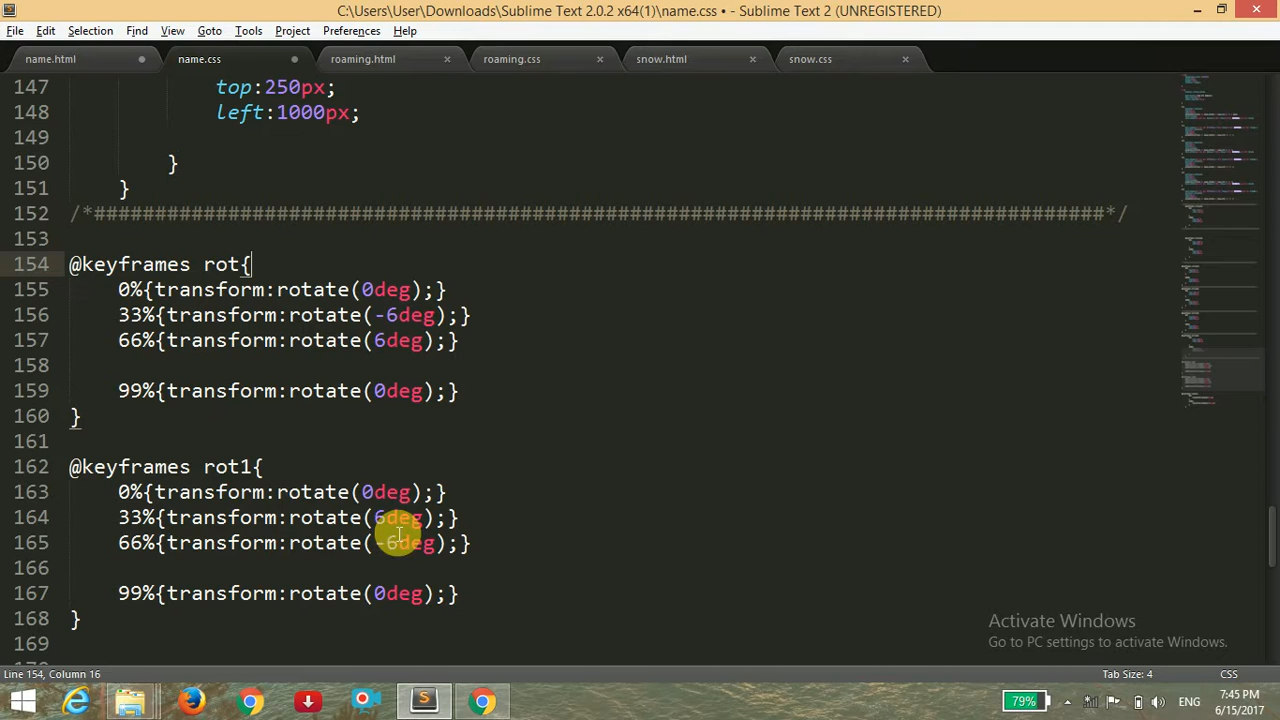 C:\Users\User\Downloads\Sublime Text 2.0.2 x64(1)\name.css • - Sublime Text 2 (UNREGISTERED)
File Edit Selection Find View Goto Tools Project Preferences Help
name.html name.css roaming.html roaming.css snow.html snow.css
147 top:250px;
148 left:1000px;
149
150 }
151 }
152 /*###################################################################################*/
153
154 @keyframes rot{
155 0%{transform:rotate(0deg);}
156 33%{transform:rotate(-6deg);}
157 66%{transform:rotate(6deg);}
158
159 99%{transform:rotate(0deg);}
160 }
161
162 @keyframes rot1{
163 0%{transform:rotate(0deg);}
164 33%{transform:rotate(6deg);}
165 66%{transform:rotate(-6deg);}
166
167 99%{transform:rotate(0deg);}
168 }
169
Activate Windows
Go to PC settings to activate Windows.
Line 154, Column 16 Tab Size: 4 CSS
79% ENG 7:45 PM
6/15/2017